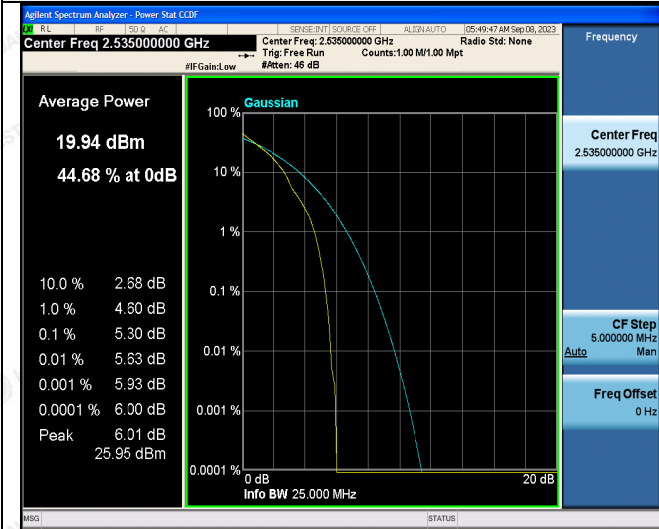 Agilent Spectrum Analyzer - Power Stat CCDF
RL RF 50 Ω AC SENSE:INT SOURCE OFF ALIGN AUTO 05:49:47 AM Sep 08, 2023
Center Freq 2.535000000 GHz
Center Freq: 2.535000000 GHz Radio Std: None
Trig: Free Run Counts:1.00 M/1.00 Mpt
#IFGain:Low #Atten: 46 dB
Frequency
Average Power
19.94 dBm
44.68 % at 0dB
10.0 % 2.88 dB
1.0 % 4.60 dB
0.1 % 5.30 dB
0.01 % 5.63 dB
0.001 % 5.93 dB
0.0001 % 6.00 dB
Peak 6.01 dB
25.95 dBm
Gaussian
100 %
10 %
1 %
0.1 %
0.01 %
0.001 %
0.0001 %
0 dB 20 dB
Info BW 25.000 MHz
Center Freq
2.535000000 GHz
CF Step
5.000000 MHz
Auto Man
Freq Offset
0 Hz
MSG STATUS